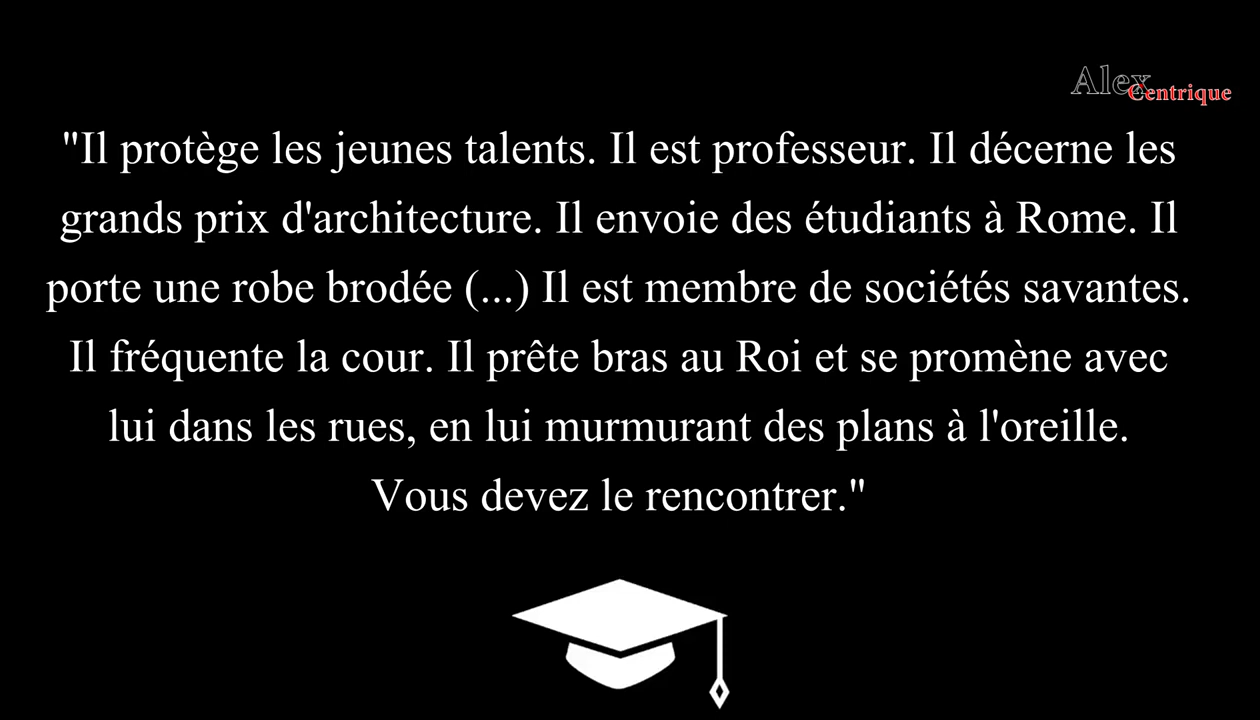 Alex
Centrique
"Il protège les jeunes talents. Il est professeur. Il décerne les
grands prix d'architecture. Il envoie des étudiants à Rome. Il
porte une robe brodée (...) Il est membre de sociétés savantes.
Il fréquente la cour. Il prête bras au Roi et se promène avec
lui dans les rues, en lui murmurant des plans à l'oreille.
Vous devez le rencontrer."